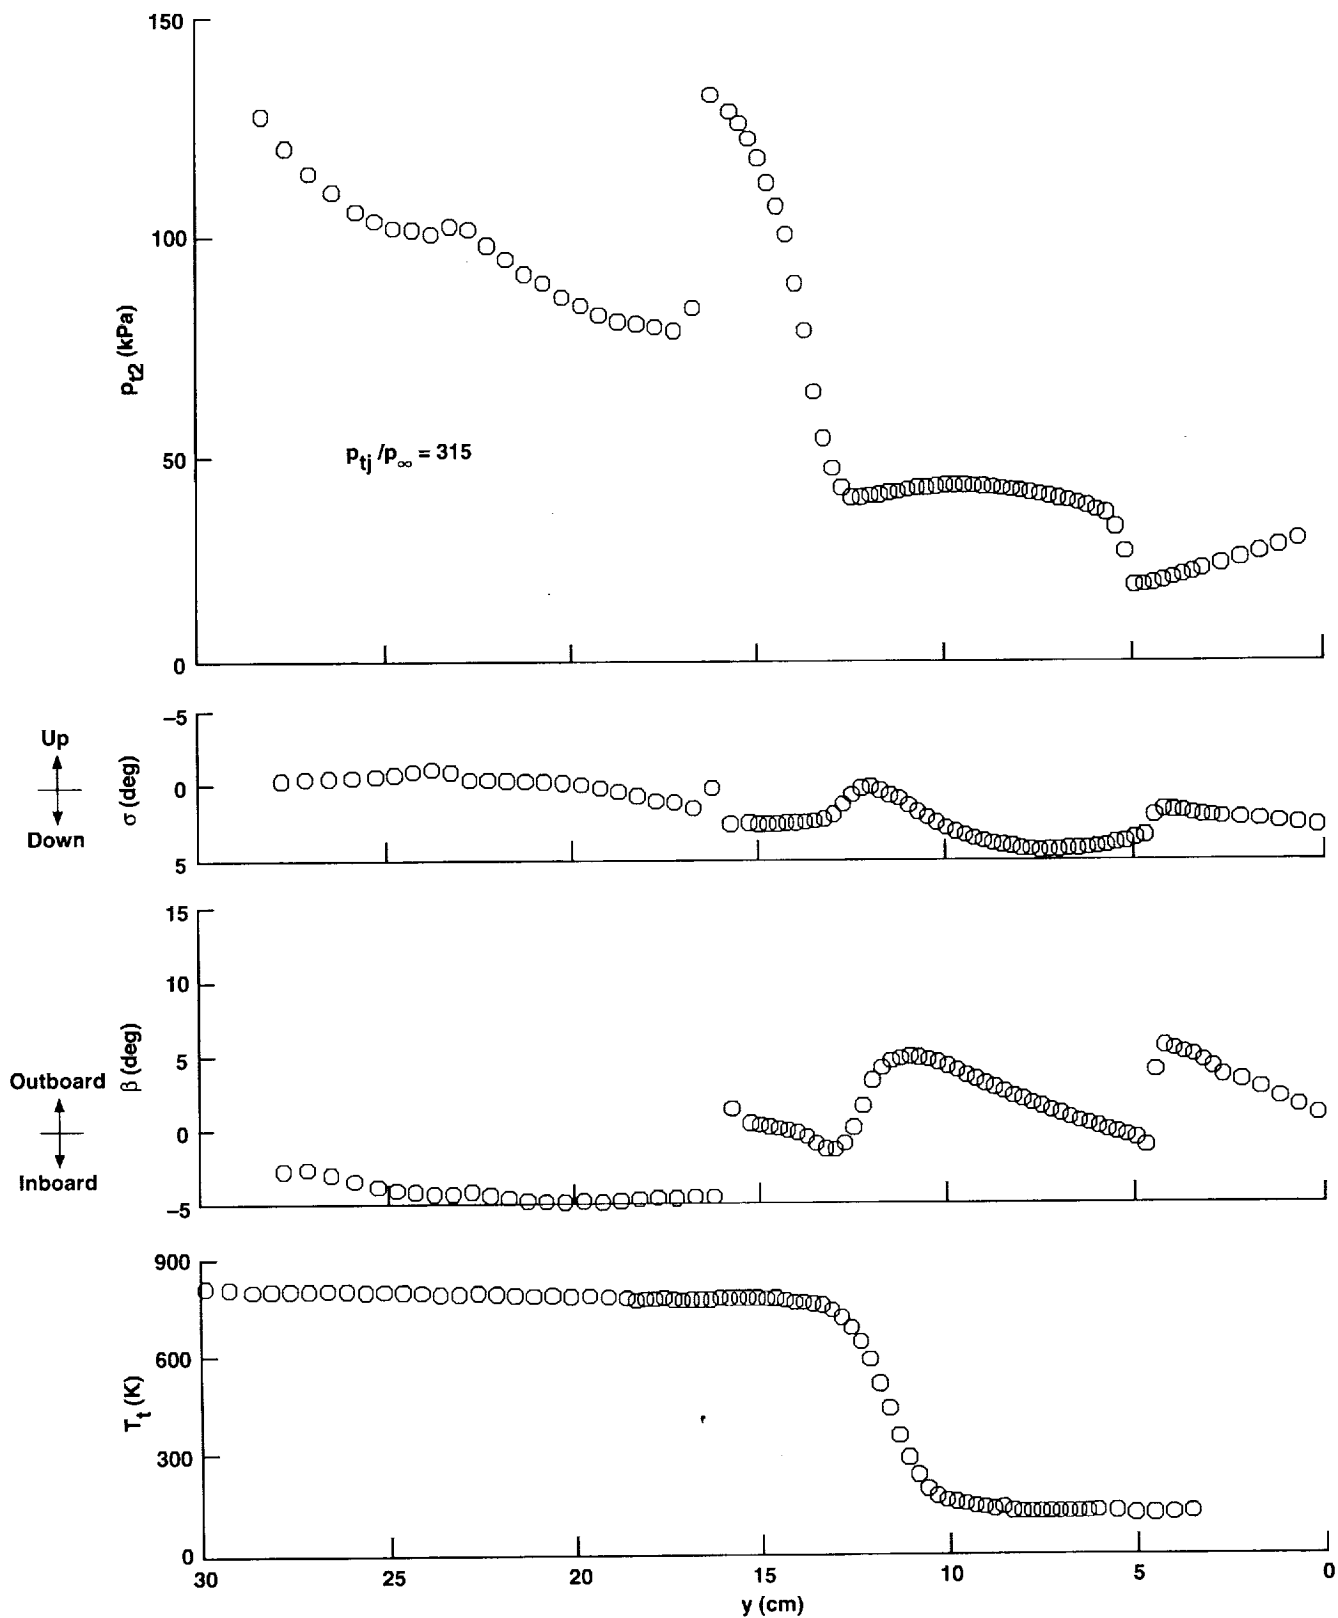 150
100
p_t2 (kPa)
p_tj /p_∞ = 315
50
0
–5
Up
0
σ (deg)
Down
5
15
10
5
β (deg)
Outboard
0
Inboard
–5
900
600
T_t (K)
300
0
30 25 20 15 10 5 0
y (cm)